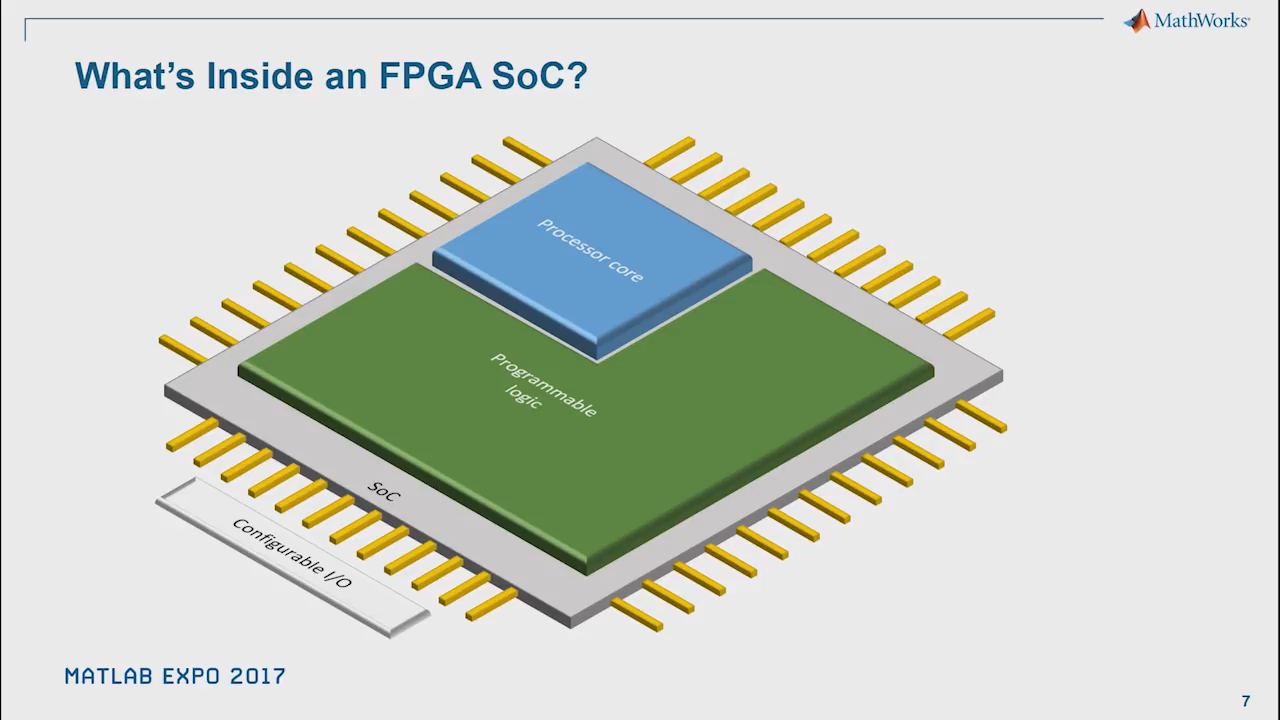 MathWorks®
What's Inside an FPGA SoC?
Processor core
Programmable
logic
SoC
Configurable I/O
MATLAB EXPO 2017
7